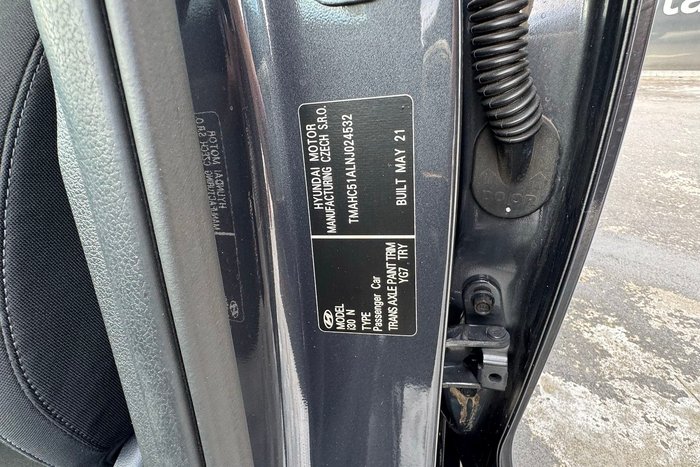 HYUNDAI MOTOR
MANUFACTURING CZECH S.R.O.
TMAHC51ALNJ024532
BUILT MAY 21
MODEL
i30 N
TYPE
Passenger Car
TRANS AXLE PAINT TRIM
YG7 TRY
ta